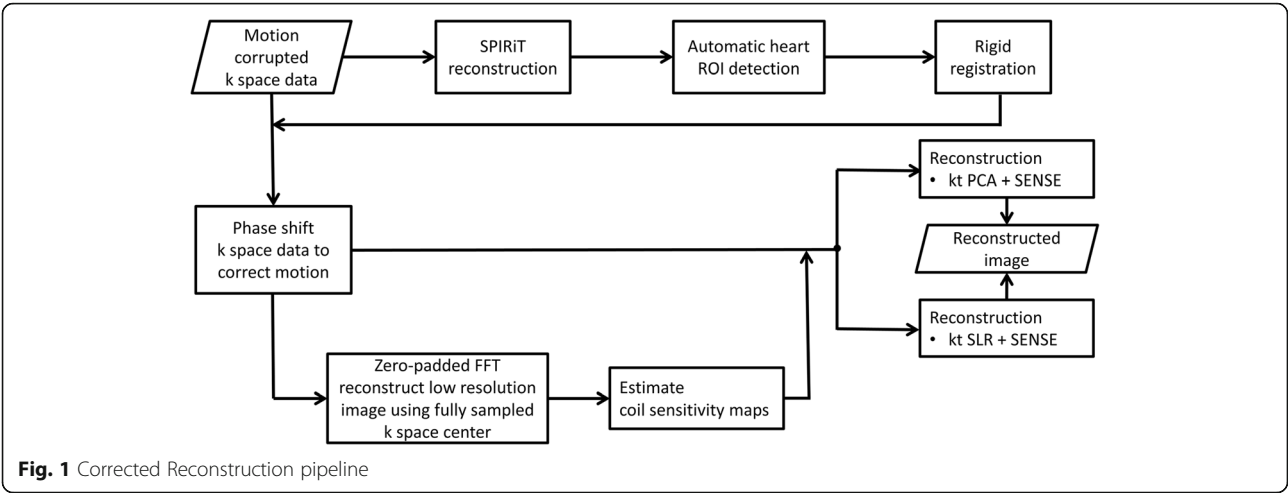 Motion
corrupted
k space data
SPIRiT
reconstruction
Automatic heart
ROI detection
Rigid
registration
Phase shift
k space data to
correct motion
Zero-padded FFT
reconstruct low resolution
image using fully sampled
k space center
Estimate
coil sensitivity maps
Reconstruction
• kt PCA + SENSE
Reconstructed
image
Reconstruction
• kt SLR + SENSE
Fig. 1 Corrected Reconstruction pipeline